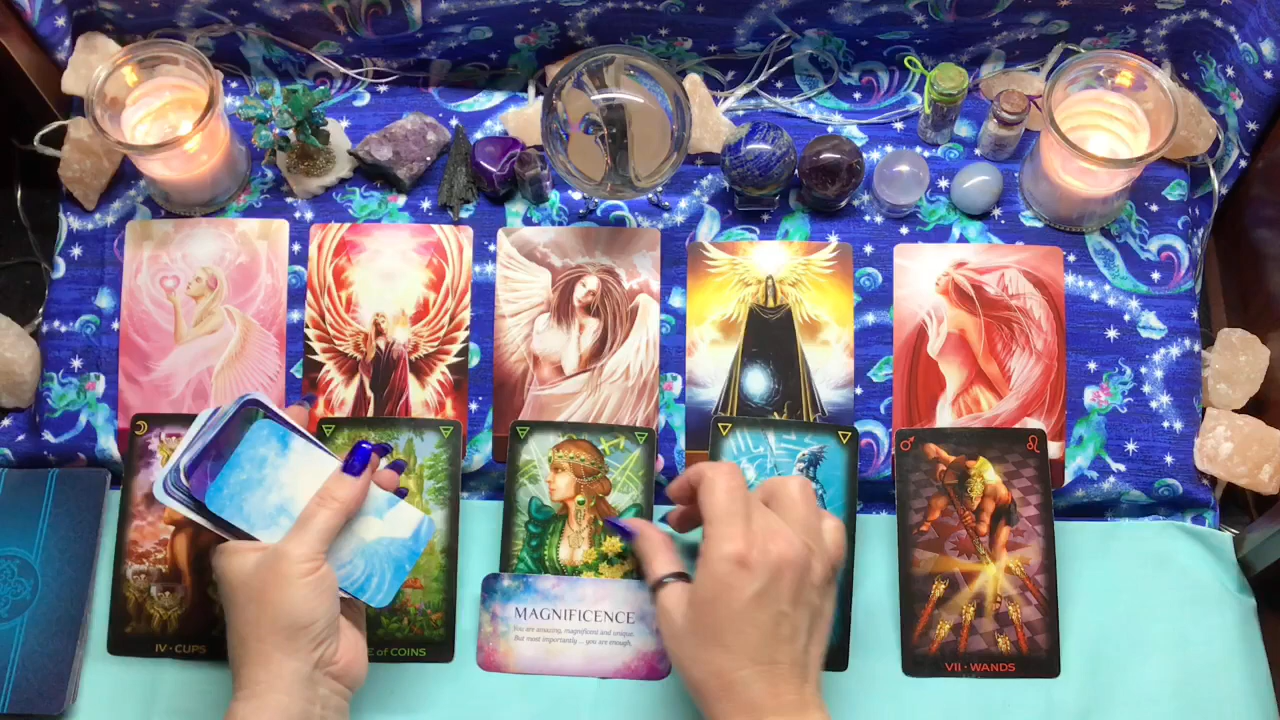 MAGNIFICENCE
You are amazing, magnificent and unique.
But most importantly ... you are enough.
IV · CUPS
E of COINS
VII · WANDS